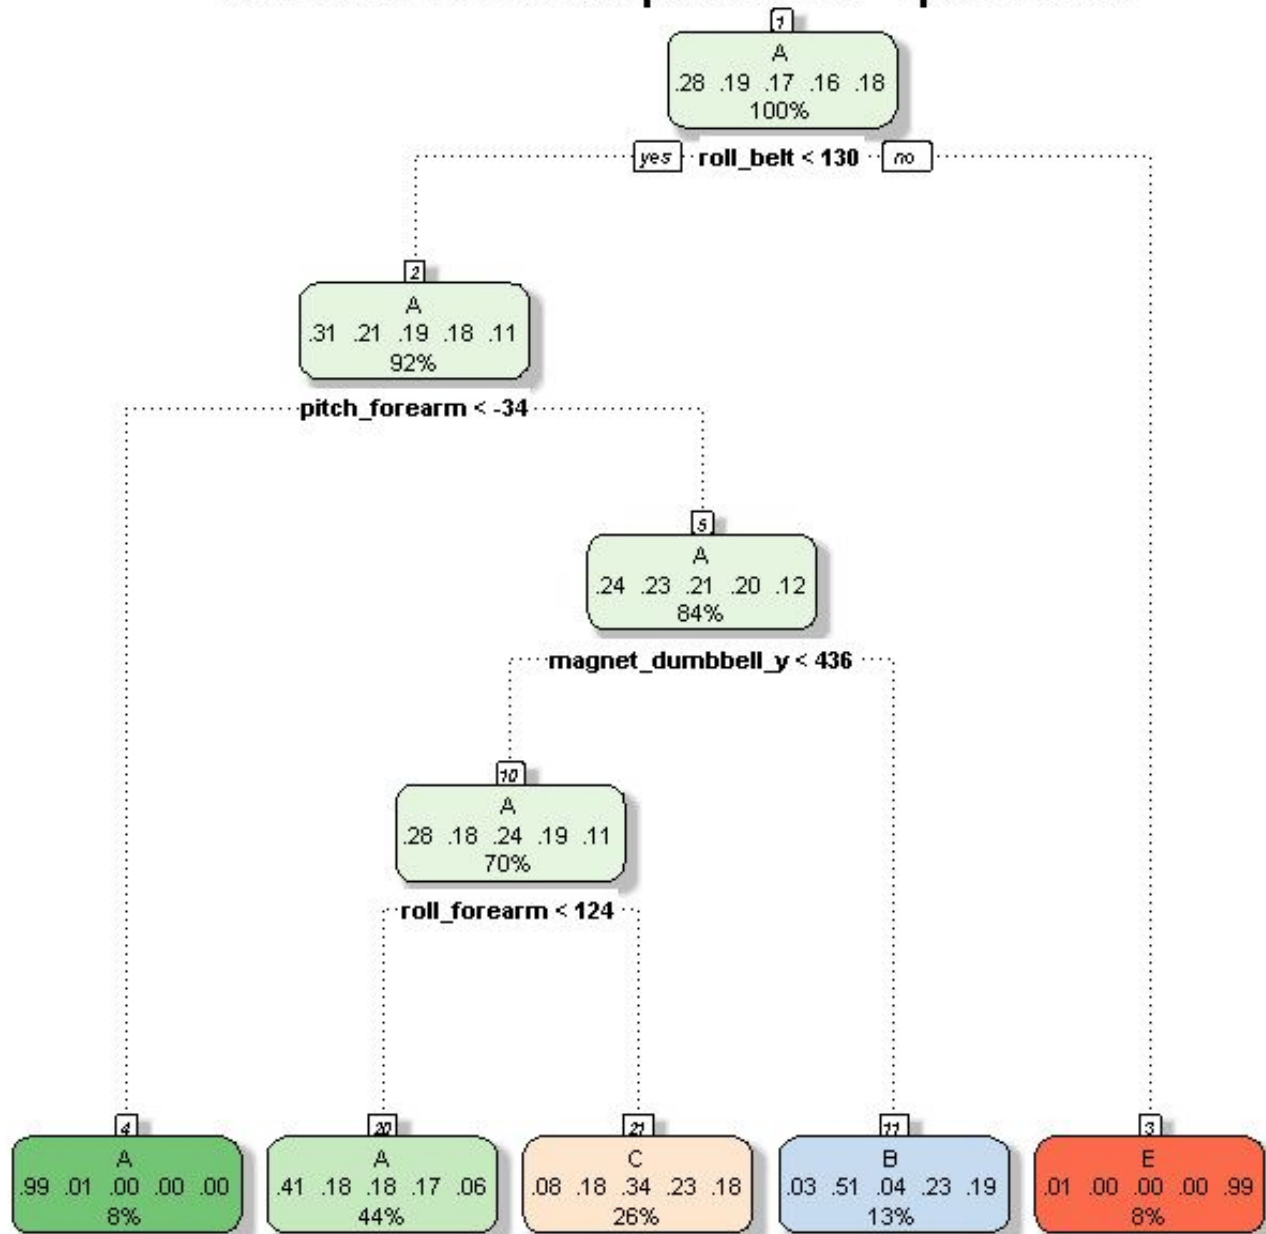 1
A
.28 .19 .17 .16 .18
100%
yes roll_belt < 130 no
2
A
.31 .21 .19 .18 .11
92%
pitch_forearm < -34
5
A
.24 .23 .21 .20 .12
84%
magnet_dumbbell_y < 436
10
A
.28 .18 .24 .19 .11
70%
roll_forearm < 124
4
A
.99 .01 .00 .00 .00
8%
20
A
.41 .18 .18 .17 .06
44%
21
C
.08 .18 .34 .23 .18
26%
11
B
.03 .51 .04 .23 .19
13%
3
E
.01 .00 .00 .00 .99
8%